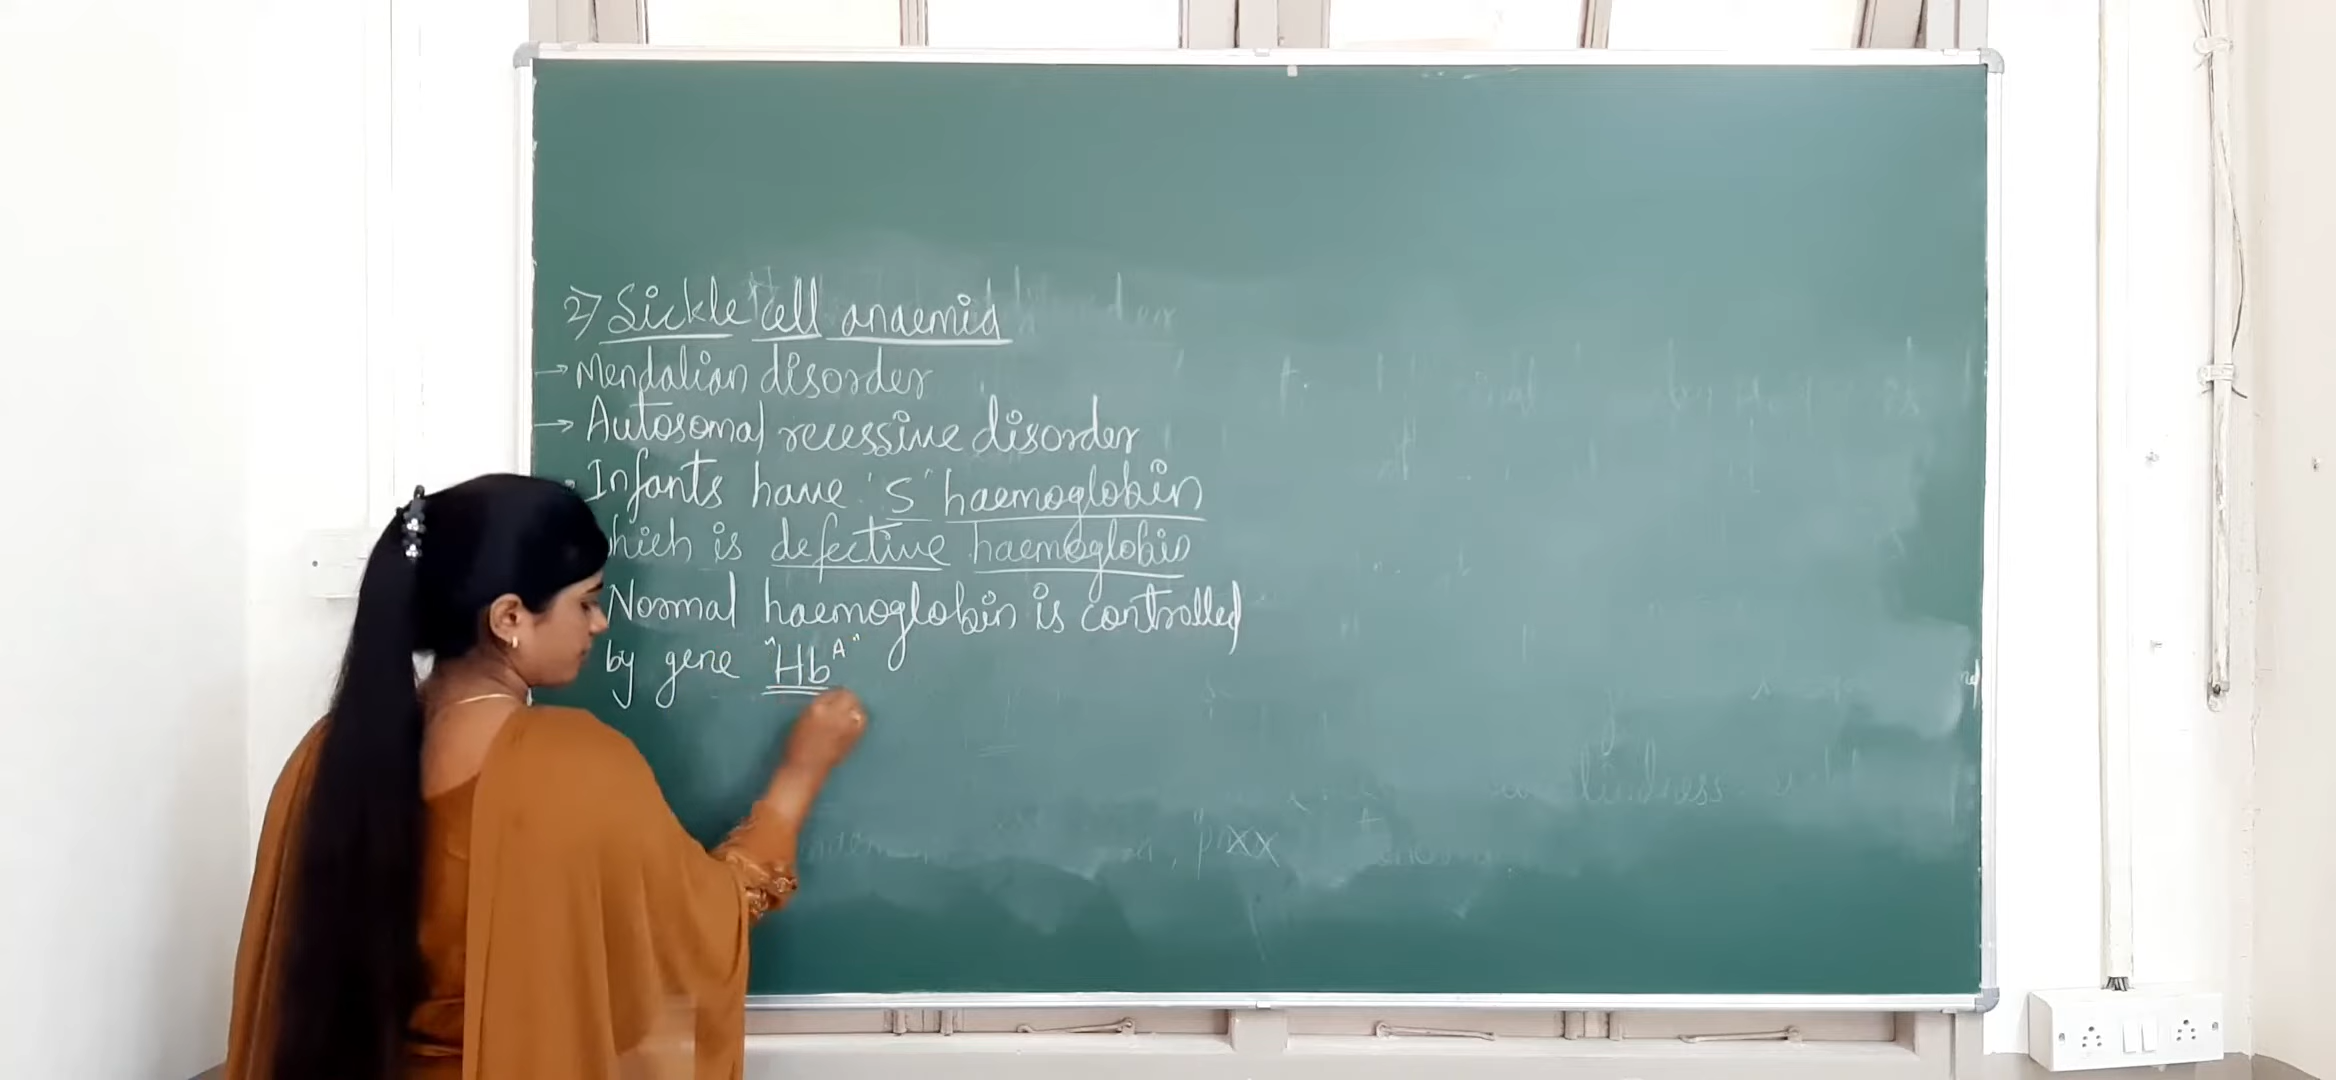 2) Sickle cell anaemia
→ Mendalian disorder
→ Autosomal recessive disorder
Infants have "S" haemoglobin
hich is defective haemoglobin
Normal haemoglobin is controlled
by gene "Hb^A"